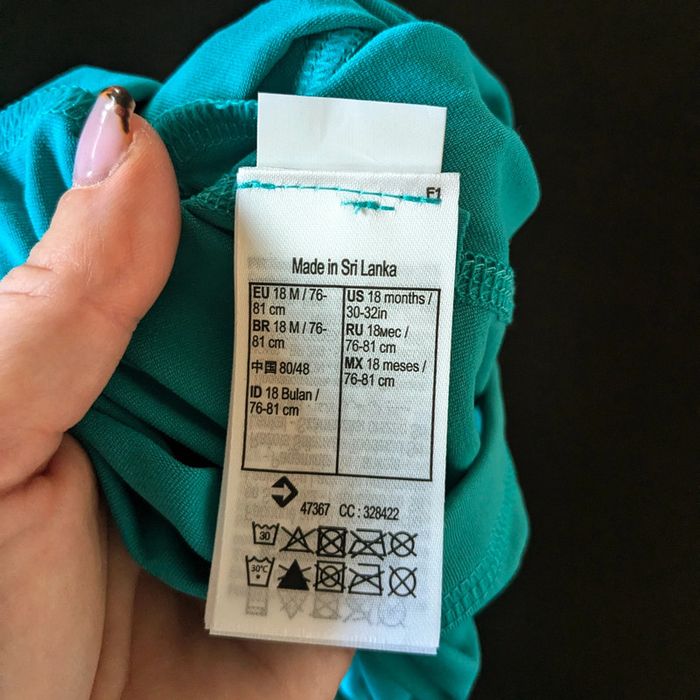 F1
Made in Sri Lanka
EU 18 M / 76-
81 cm
BR 18 M / 76-
81 cm
中国 80/48
ID 18 Bulan /
76-81 cm
US 18 months /
30-32in
RU 18мес /
76-81 cm
MX 18 meses /
76-81 cm
47367 CC : 328422
30
30°C